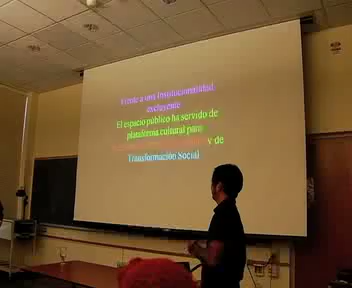 Frente a una Institucionalidad
excluyente
El espacio público ha servido de
plataforma cultural para
y de
Transformación Social